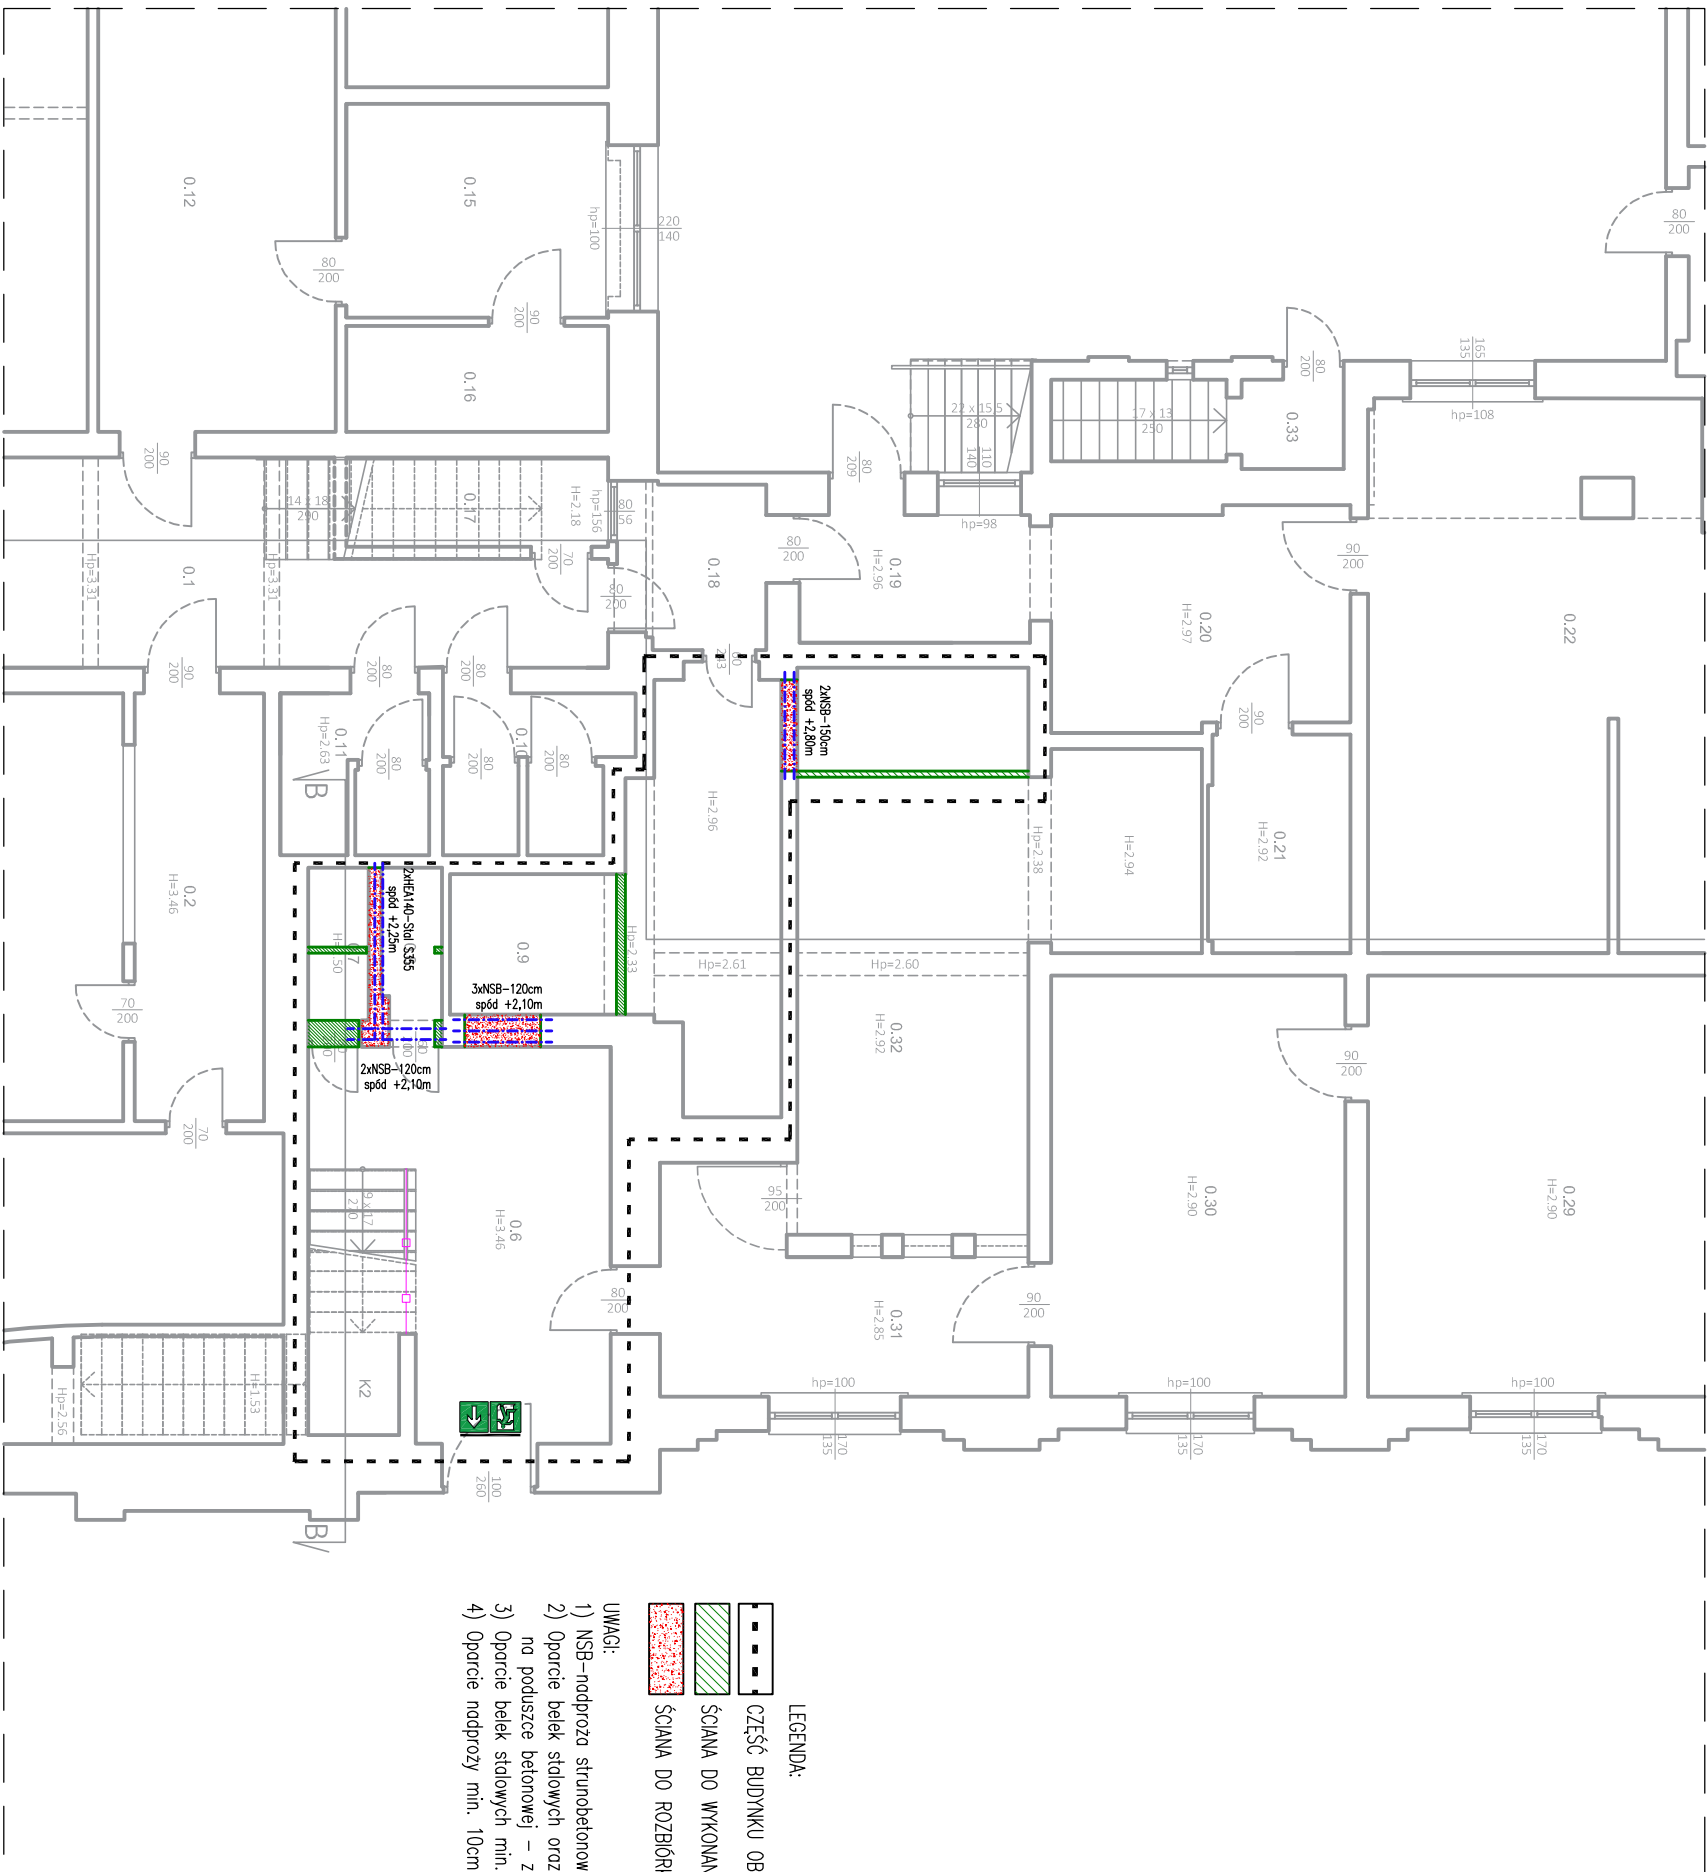 0.12
0.15
0.16
80
200
90
200
hp=100
220
140
80
200
165
135
hp=108
80
200
0.33
22 x 15,5
280
17 x 13
250
110
140
hp=98
80
209
90
200
14 x 18
290
0.17
H=2.18
hp=156
80
56
70
200
80
200
0.18
80
200
0.19
H=2.96
0.20
H=2.97
90
200
0.22
Hp=3.31
0.1
Hp=3.31
90
200
80
200
80
200
243
90
200
0.11
Hp=2.63
B
80
200
80
200
0.10
80
200
2xNSB-150cm
spód +2,80m
H=2.96
Hp=2.38
H=2.94
0.21
H=2.92
0.2
H=3.46
2xHEA140-Stal S355
spód +2,25m
0.9
Hp=2.33
Hp=2.61
Hp=2.60
3xNSB-120cm
spód +2,10m
2xNSB-120cm
spód +2,10m
0.32
H=2.92
70
200
90
200
70
200
9 x 17
0.6
H=3.46
95
200
0.30
H=2.90
0.29
H=2.90
80
200
0.31
H=2.85
90
200
Hp=2.56
H=1.53
K2
100
260
hp=100
170
135
hp=100
170
135
hp=100
170
135
B
LEGENDA:
CZĘŚĆ BUDYNKU OB
ŚCIANA DO WYKONAN
ŚCIANA DO ROZBIÓRK
UWAGI:
1) NSB-nadproża strunobetonow
2) Oparcie belek stalowych oraz
na poduszce betonowej - z
3) Oparcie belek stalowych min.
4) Oparcie nadproży min. 10cm